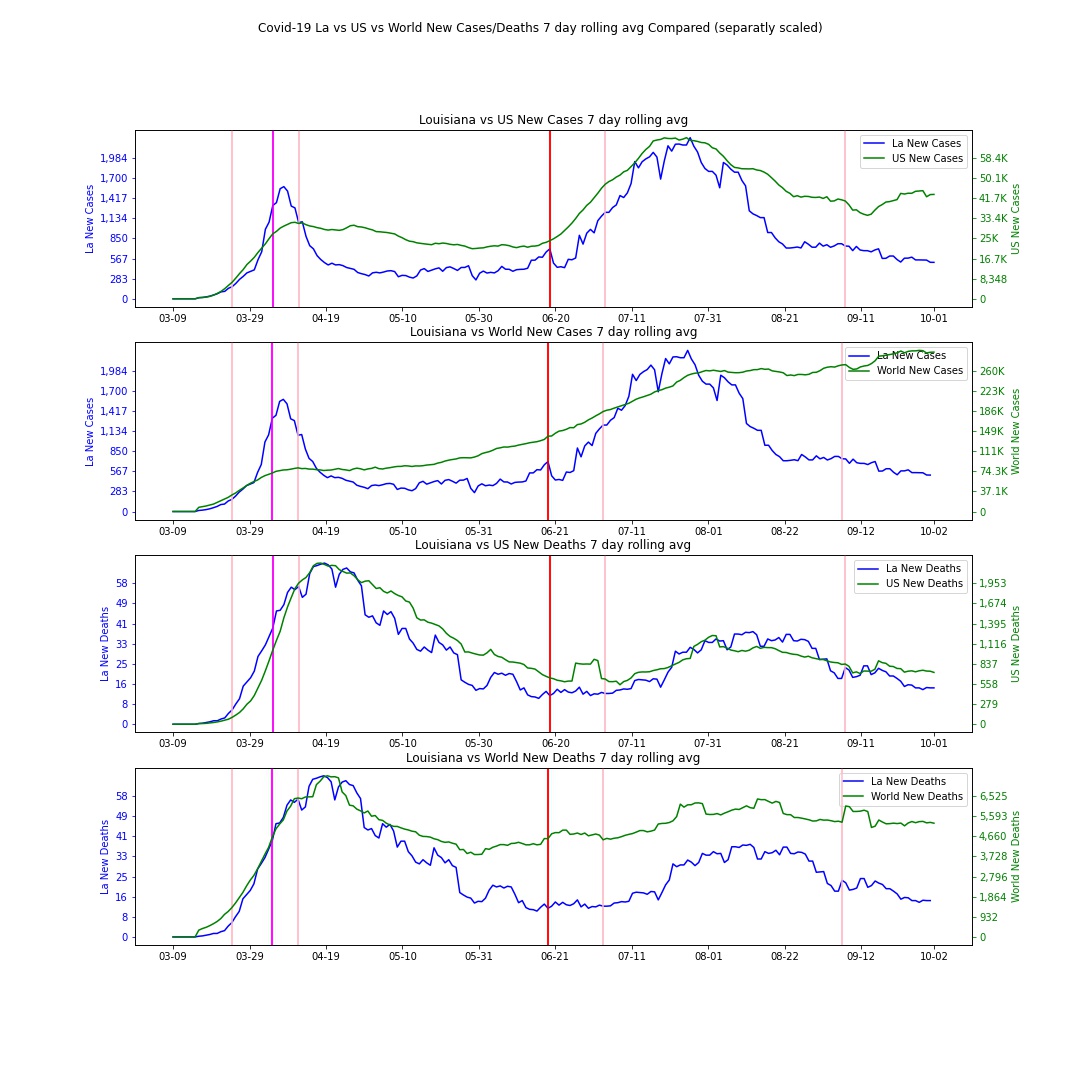 Covid-19 La vs US vs World New Cases/Deaths 7 day rolling avg Compared (separatly scaled)
Louisiana vs US New Cases 7 day rolling avg
La New Cases
US New Cases
1,984
1,700
1,417
1,134
850
567
283
0
La New Cases
58.4K
50.1K
41.7K
33.4K
25K
16.7K
8,348
0
US New Cases
03-09 03-29 04-19 05-10 05-30 06-20 07-11 07-31 08-21 09-11 10-01
Louisiana vs World New Cases 7 day rolling avg
La New Cases
World New Cases
1,984
1,700
1,417
1,134
850
567
283
0
La New Cases
260K
223K
186K
149K
111K
74.3K
37.1K
0
World New Cases
03-09 03-29 04-19 05-10 05-31 06-21 07-11 08-01 08-22 09-11 10-02
Louisiana vs US New Deaths 7 day rolling avg
La New Deaths
US New Deaths
58
49
41
33
25
16
8
0
La New Deaths
1,953
1,674
1,395
1,116
837
558
279
0
US New Deaths
03-09 03-29 04-19 05-10 05-30 06-20 07-11 07-31 08-21 09-11 10-01
Louisiana vs World New Deaths 7 day rolling avg
La New Deaths
World New Deaths
58
49
41
33
25
16
8
0
La New Deaths
6,525
5,593
4,660
3,728
2,796
1,864
932
0
World New Deaths
03-09 03-29 04-19 05-10 05-31 06-21 07-11 08-01 08-22 09-12 10-02